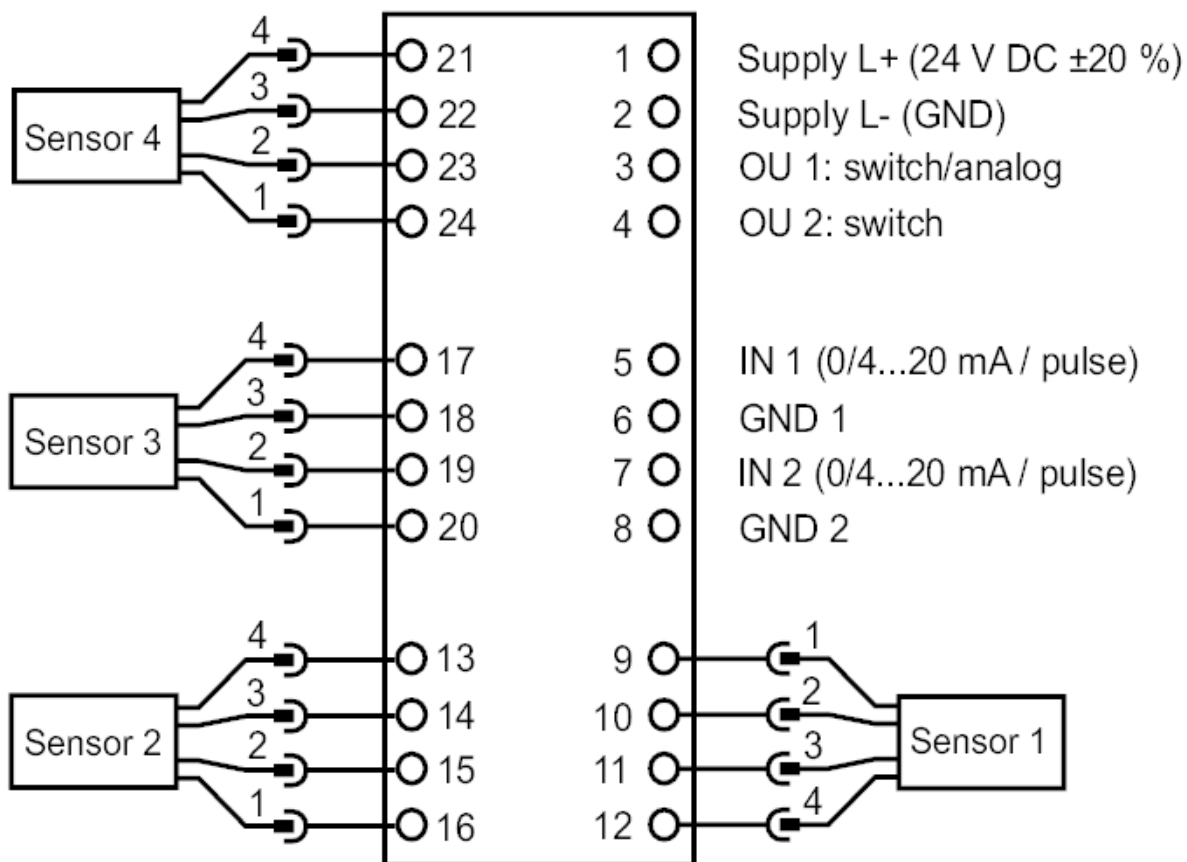 4 21 1 Supply L+ (24 V DC ±20 %)
3 22 2 Supply L- (GND)
Sensor 4
2 23 3 OU 1: switch/analog
1 24 4 OU 2: switch
4 17 5 IN 1 (0/4...20 mA / pulse)
3 18 6 GND 1
Sensor 3
2 19 7 IN 2 (0/4...20 mA / pulse)
1 20 8 GND 2
4 13 9 1
3 14 10 2
Sensor 2 Sensor 1
2 15 11 3
1 16 12 4